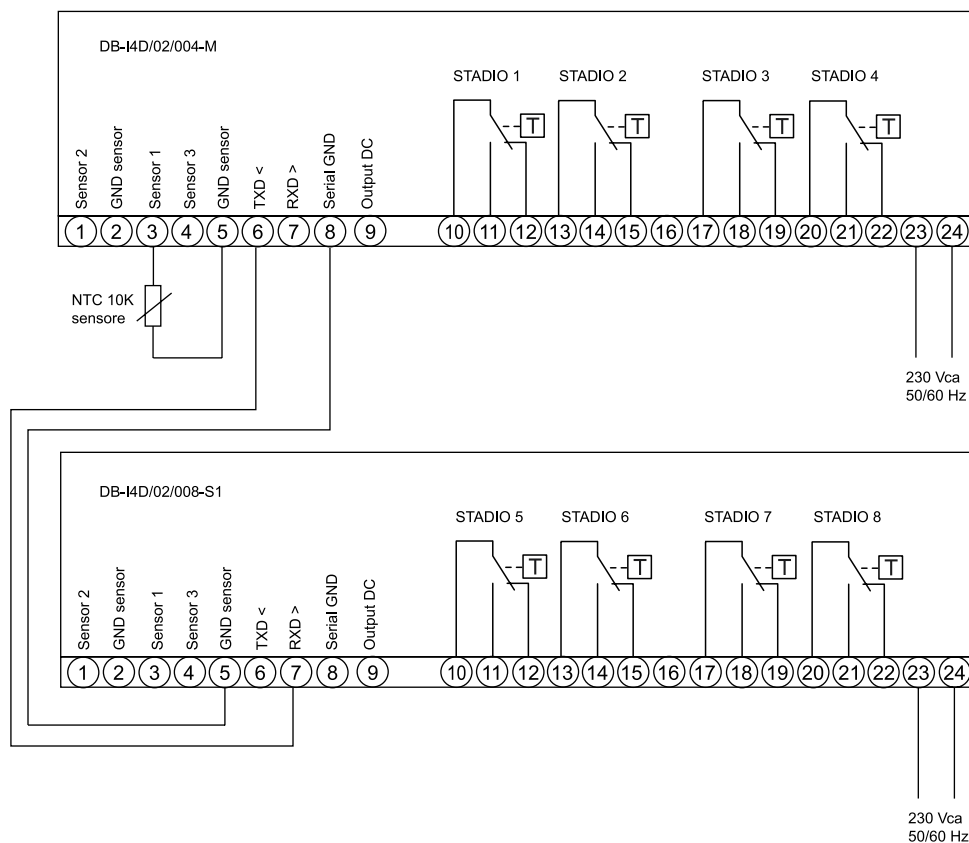 DB-I4D/02/004-M
STADIO 1
STADIO 2
STADIO 3
STADIO 4
T
T
T
T
Sensor 2
GND sensor
Sensor 1
Sensor 3
GND sensor
TXD <
RXD >
Serial GND
Output DC
1 2 3 4 5 6 7 8 9 10 11 12 13 14 15 16 17 18 19 20 21 22 23 24
NTC 10K
sensore
230 Vca
50/60 Hz
DB-I4D/02/008-S1
STADIO 5
STADIO 6
STADIO 7
STADIO 8
T
T
T
T
Sensor 2
GND sensor
Sensor 1
Sensor 3
GND sensor
TXD <
RXD >
Serial GND
Output DC
1 2 3 4 5 6 7 8 9 10 11 12 13 14 15 16 17 18 19 20 21 22 23 24
230 Vca
50/60 Hz